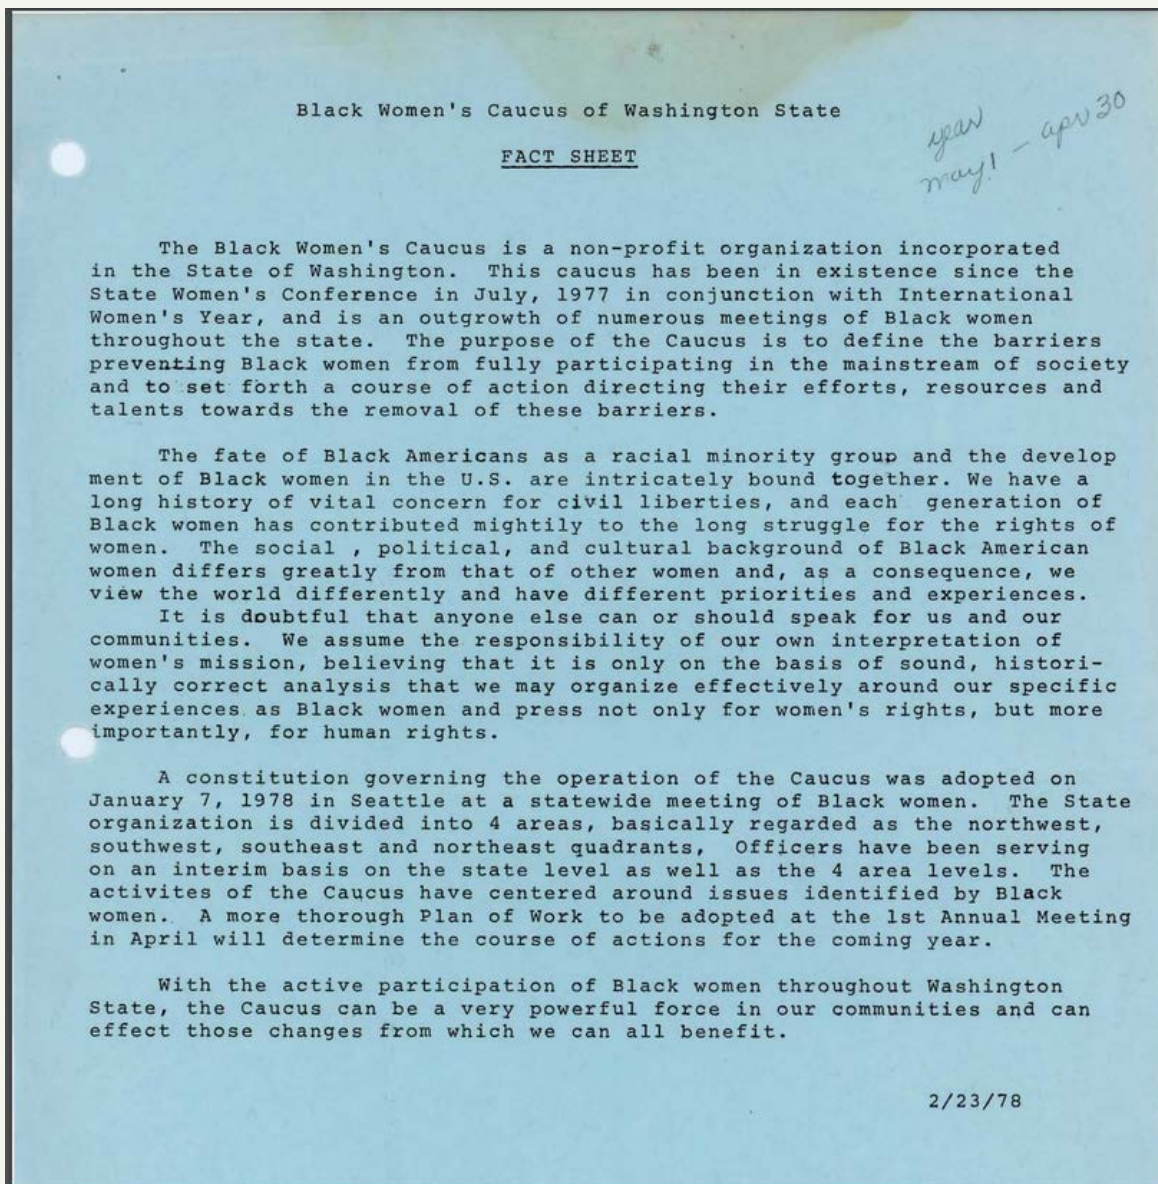 Black Women's Caucus of Washington State
year
may 1 - apr 30
FACT SHEET
The Black Women's Caucus is a non-profit organization incorporated
in the State of Washington. This caucus has been in existence since the
State Women's Conference in July, 1977 in conjunction with International
Women's Year, and is an outgrowth of numerous meetings of Black women
throughout the state. The purpose of the Caucus is to define the barriers
preventing Black women from fully participating in the mainstream of society
and to set forth a course of action directing their efforts, resources and
talents towards the removal of these barriers.
The fate of Black Americans as a racial minority group and the develop
ment of Black women in the U.S. are intricately bound together. We have a
long history of vital concern for civil liberties, and each generation of
Black women has contributed mightily to the long struggle for the rights of
women. The social , political, and cultural background of Black American
women differs greatly from that of other women and, as a consequence, we
view the world differently and have different priorities and experiences.
It is doubtful that anyone else can or should speak for us and our
communities. We assume the responsibility of our own interpretation of
women's mission, believing that it is only on the basis of sound, histori-
cally correct analysis that we may organize effectively around our specific
experiences as Black women and press not only for women's rights, but more
importantly, for human rights.
A constitution governing the operation of the Caucus was adopted on
January 7, 1978 in Seattle at a statewide meeting of Black women. The State
organization is divided into 4 areas, basically regarded as the northwest,
southwest, southeast and northeast quadrants, Officers have been serving
on an interim basis on the state level as well as the 4 area levels. The
activites of the Caucus have centered around issues identified by Black
women. A more thorough Plan of Work to be adopted at the 1st Annual Meeting
in April will determine the course of actions for the coming year.
With the active participation of Black women throughout Washington
State, the Caucus can be a very powerful force in our communities and can
effect those changes from which we can all benefit.
2/23/78